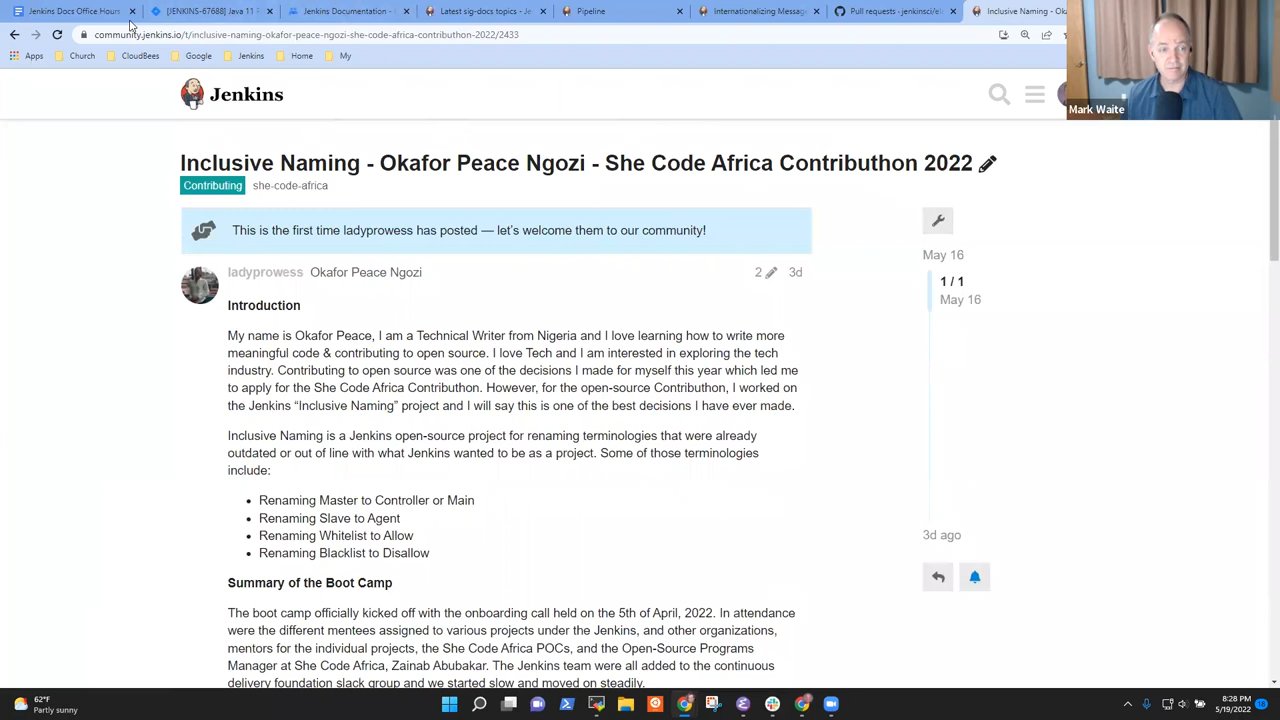 Jenkins Docs Office Hours
[JENKINS-67688] Java 11
Jenkins Documentation -
Latest sig-docs topics - Je
Pipeline
Internationalizing Message
Pull requests · jenkinsci/el
Inclusive Naming - Ok
community.jenkins.io/t/inclusive-naming-okafor-peace-ngozi-she-code-africa-contributhon-2022/2433
Apps
Church
CloudBees
Google
Jenkins
Home
My
Jenkins
Mark Waite
Inclusive Naming - Okafor Peace Ngozi - She Code Africa Contributhon 2022
Contributing she-code-africa
This is the first time ladyprowess has posted — let's welcome them to our community!
May 16
ladyprowess Okafor Peace Ngozi 2 3d
1 / 1
May 16
Introduction
My name is Okafor Peace, I am a Technical Writer from Nigeria and I love learning how to write more
meaningful code & contributing to open source. I love Tech and I am interested in exploring the tech
industry. Contributing to open source was one of the decisions I made for myself this year which led me
to apply for the She Code Africa Contributhon. However, for the open-source Contributhon, I worked on
the Jenkins “Inclusive Naming” project and I will say this is one of the best decisions I have ever made.
Inclusive Naming is a Jenkins open-source project for renaming terminologies that were already
outdated or out of line with what Jenkins wanted to be as a project. Some of those terminologies
include:
• Renaming Master to Controller or Main
• Renaming Slave to Agent
• Renaming Whitelist to Allow
• Renaming Blacklist to Disallow
3d ago
Summary of the Boot Camp
The boot camp officially kicked off with the onboarding call held on the 5th of April, 2022. In attendance
were the different mentees assigned to various projects under the Jenkins, and other organizations,
mentors for the individual projects, the She Code Africa POCs, and the Open-Source Programs
Manager at She Code Africa, Zainab Abubakar. The Jenkins team were all added to the continuous
delivery foundation slack group and we started slow and moved on steadily.
62°F
Partly sunny
8:28 PM
5/19/2022